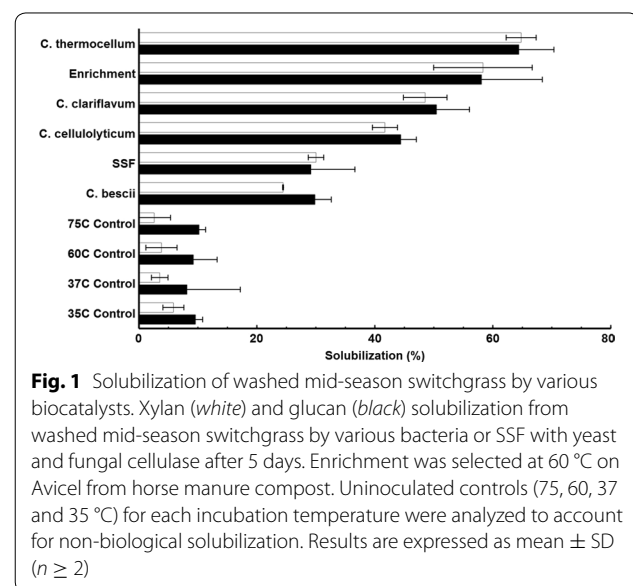 C. thermocellum
Enrichment
C. clariflavum
C. cellulolyticum
SSF
C. bescii
75C Control
60C Control
37C Control
35C Control
0 20 40 60 80
Solubilization (%)
Fig. 1 Solubilization of washed mid-season switchgrass by various
biocatalysts. Xylan (white) and glucan (black) solubilization from
washed mid-season switchgrass by various bacteria or SSF with yeast
and fungal cellulase after 5 days. Enrichment was selected at 60 °C on
Avicel from horse manure compost. Uninoculated controls (75, 60, 37
and 35 °C) for each incubation temperature were analyzed to account
for non-biological solubilization. Results are expressed as mean ± SD
(n ≥ 2)